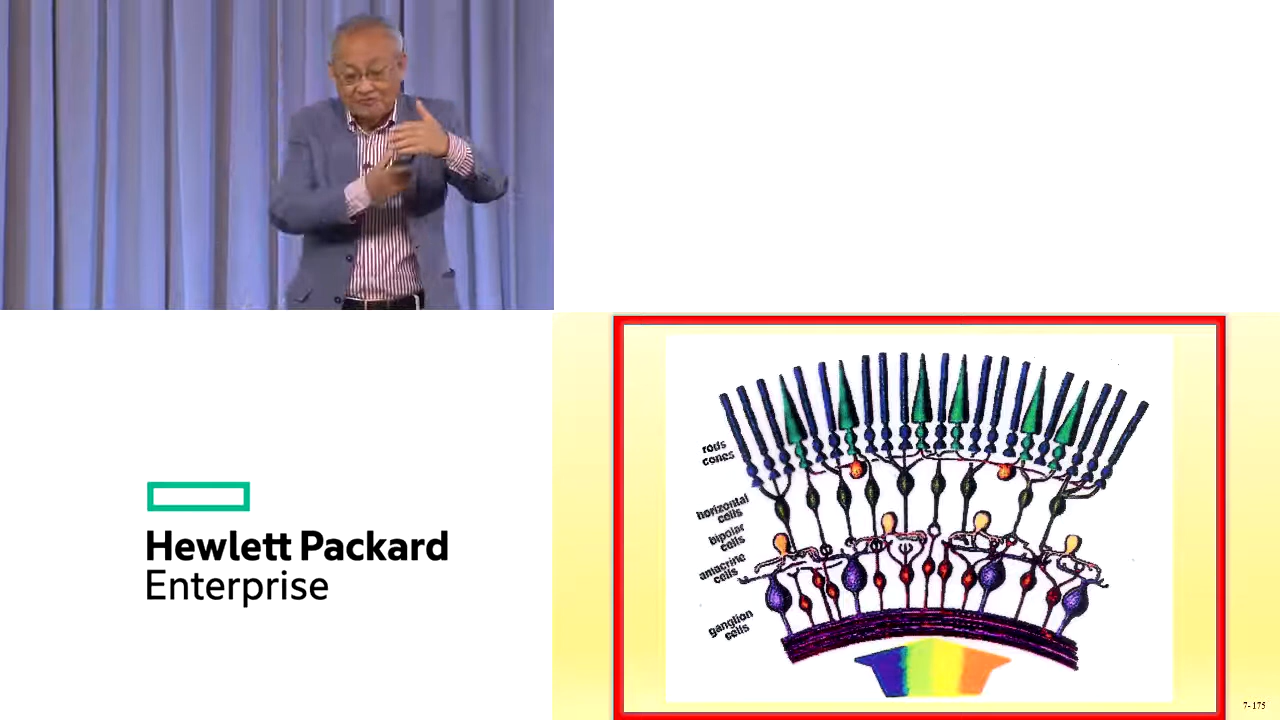 Hewlett Packard
Enterprise
rods
cones
horizontal
cells
bipolar
cells
amacrine
cells
ganglion
cells
7-175